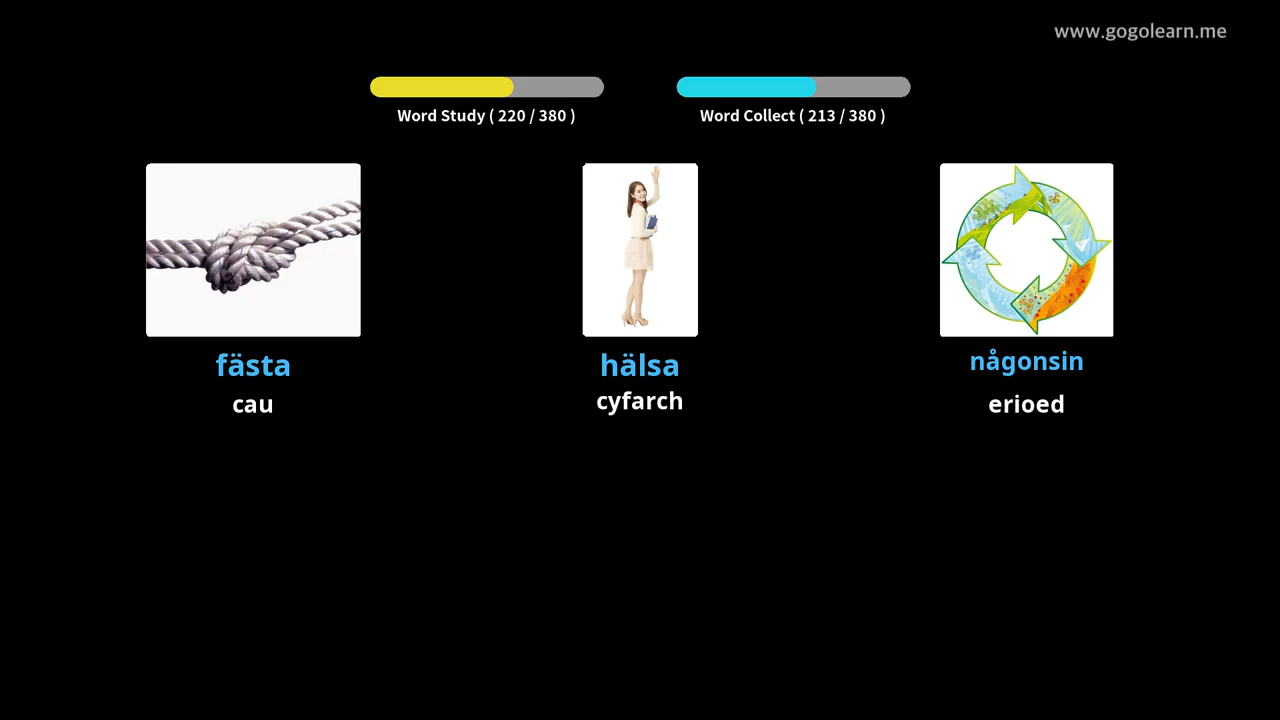 www.gogolearn.me
Word Study ( 220 / 380 )
Word Collect ( 213 / 380 )
fästa
hälsa
någonsin
cau
cyfarch
erioed